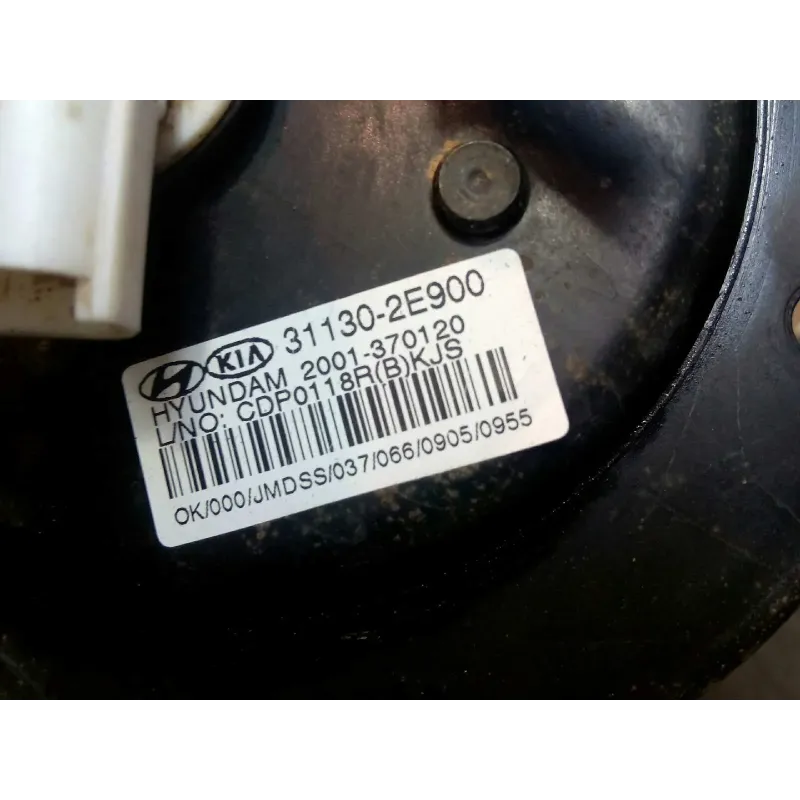 KIA 31130-2E900
HYUNDAM 2001-370120
L/NO: CDP0118R(B)KJS
OK/000/JMDSS/037/066/0905/0955